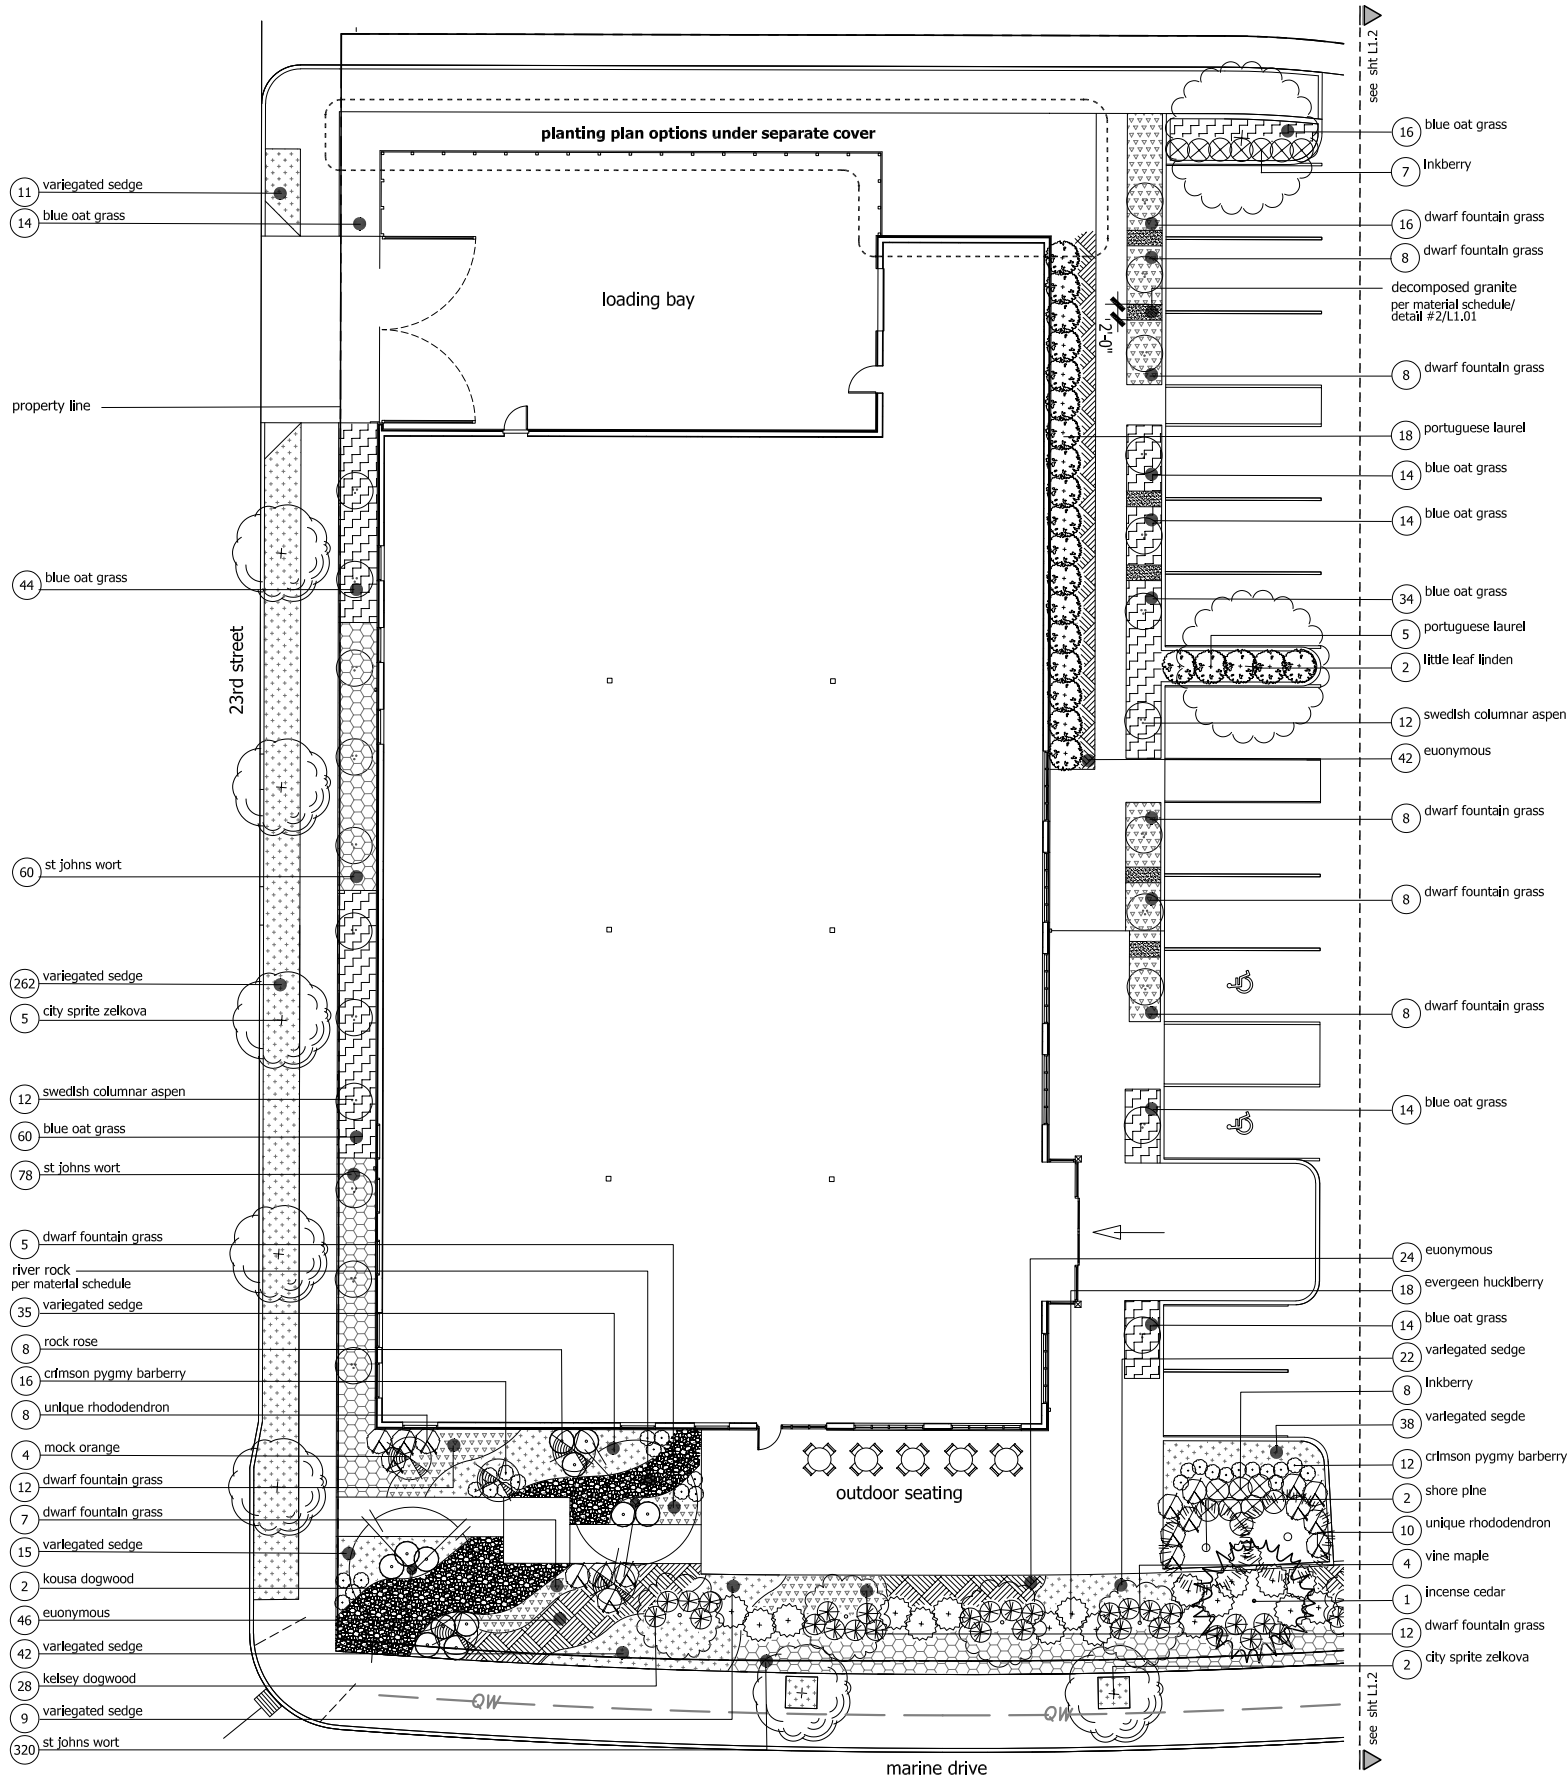 see sht L1.2
planting plan options under separate cover
loading bay
2'-0"
23rd street
outdoor seating
marine drive
QW
QW
see sht L1.2
11 variegated sedge
14 blue oat grass
property line
44 blue oat grass
60 st johns wort
262 variegated sedge
5 city sprite zelkova
12 swedish columnar aspen
60 blue oat grass
78 st johns wort
5 dwarf fountain grass
river rock
per material schedule
35 variegated sedge
8 rock rose
16 crimson pygmy barberry
8 unique rhododendron
4 mock orange
12 dwarf fountain grass
7 dwarf fountain grass
15 variegated sedge
2 kousa dogwood
46 euonymous
42 variegated sedge
28 kelsey dogwood
9 variegated sedge
320 st johns wort
16 blue oat grass
7 Inkberry
16 dwarf fountain grass
8 dwarf fountain grass
decomposed granite
per material schedule/
detail #2/L1.01
8 dwarf fountain grass
18 portuguese laurel
14 blue oat grass
14 blue oat grass
34 blue oat grass
5 portuguese laurel
2 little leaf linden
12 swedish columnar aspen
42 euonymous
8 dwarf fountain grass
8 dwarf fountain grass
8 dwarf fountain grass
14 blue oat grass
24 euonymous
18 evergeen hucklberry
14 blue oat grass
22 variegated sedge
8 Inkberry
38 variegated segde
12 crimson pygmy barberry
2 shore pine
10 unique rhododendron
4 vine maple
1 incense cedar
12 dwarf fountain grass
2 city sprite zelkova